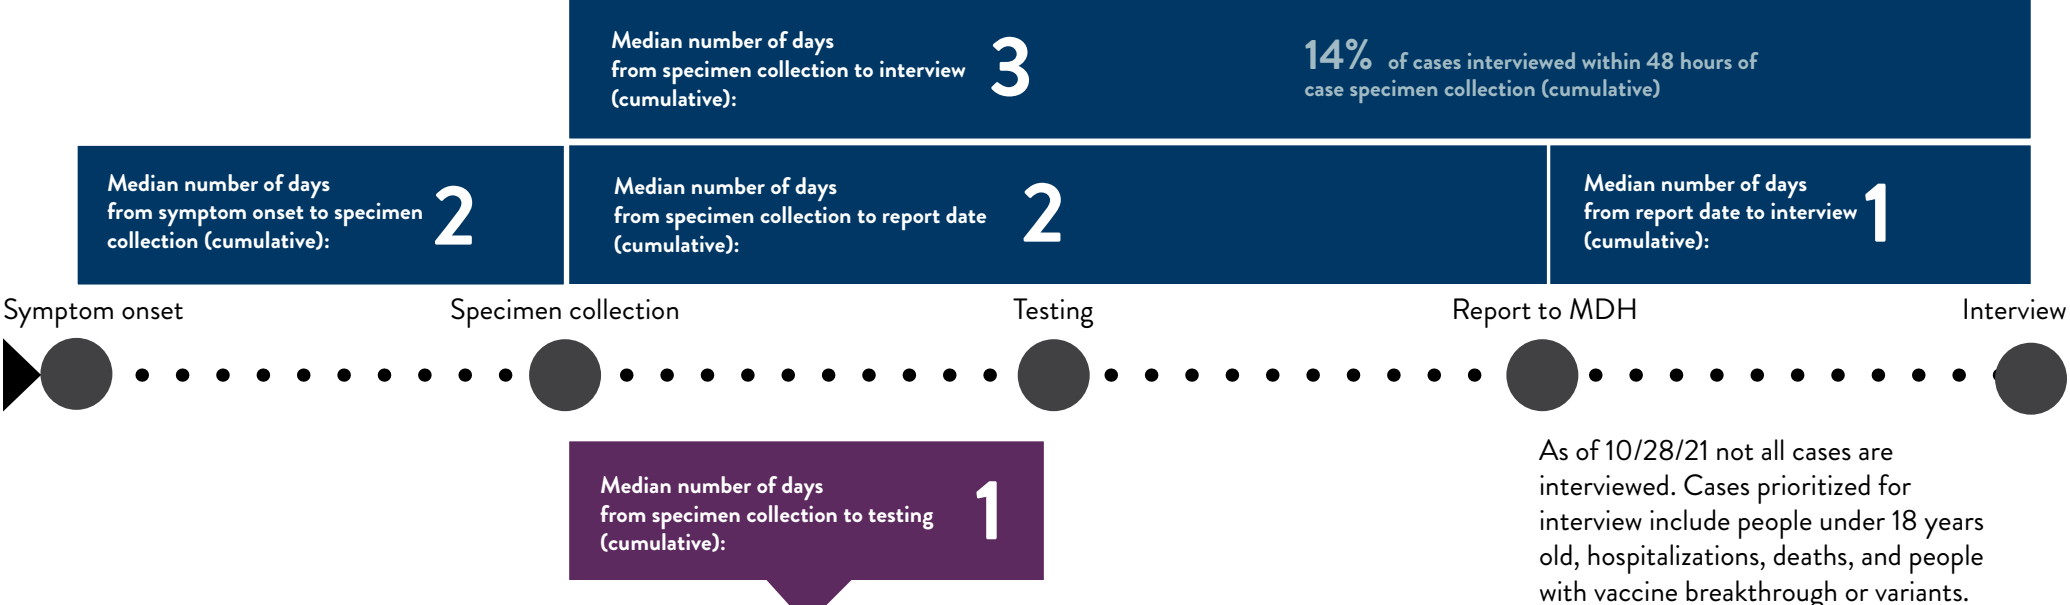 Median number of days
from specimen collection to interview
(cumulative):
3
14% of cases interviewed within 48 hours of
case specimen collection (cumulative)
Median number of days
from symptom onset to specimen
collection (cumulative):
2
Median number of days
from specimen collection to report date
(cumulative):
2
Median number of days
from report date to interview
(cumulative):
1
Symptom onset
Specimen collection
Testing
Report to MDH
Interview
Median number of days
from specimen collection to testing
(cumulative):
1
As of 10/28/21 not all cases are
interviewed. Cases prioritized for
interview include people under 18 years
old, hospitalizations, deaths, and people
with vaccine breakthrough or variants.